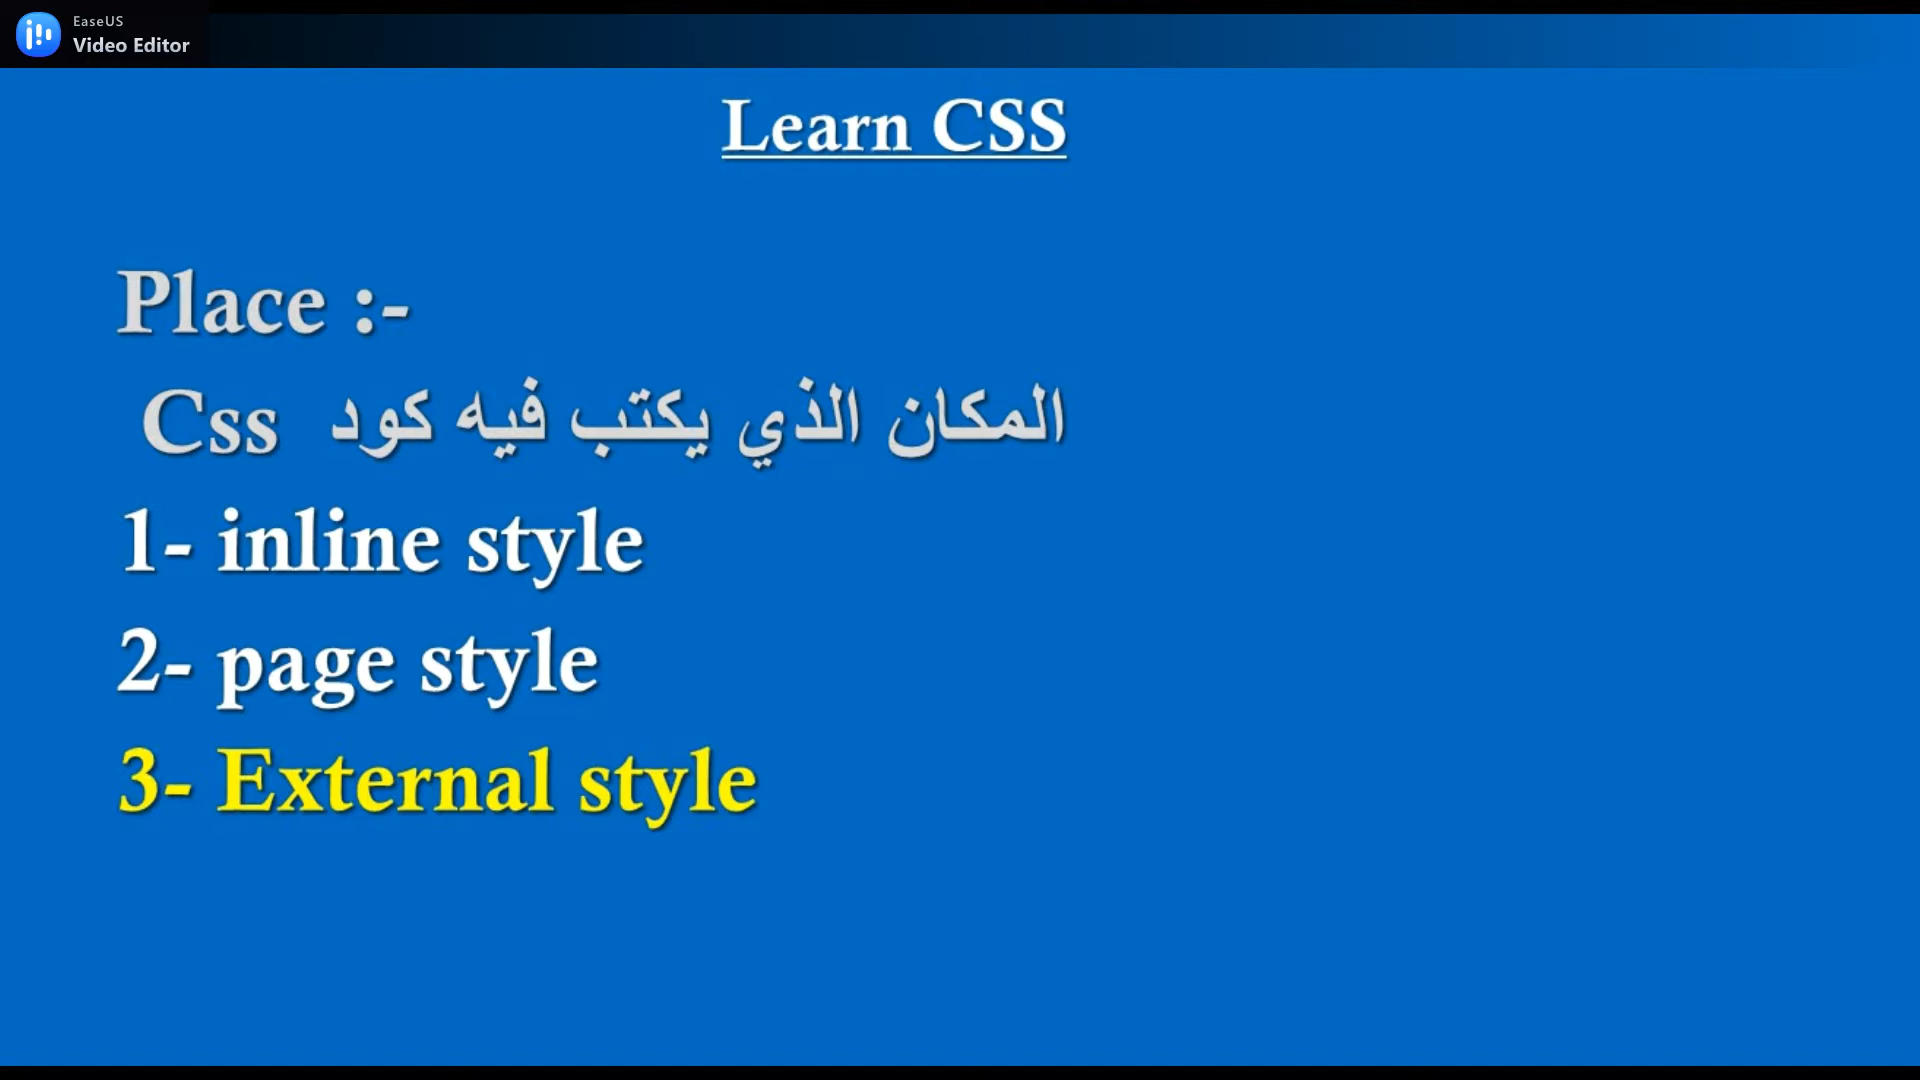 EaseUS
Video Editor
Learn CSS
Place :-
المكان الذي يكتب فيه كود Css
1- inline style
2- page style
3- External style